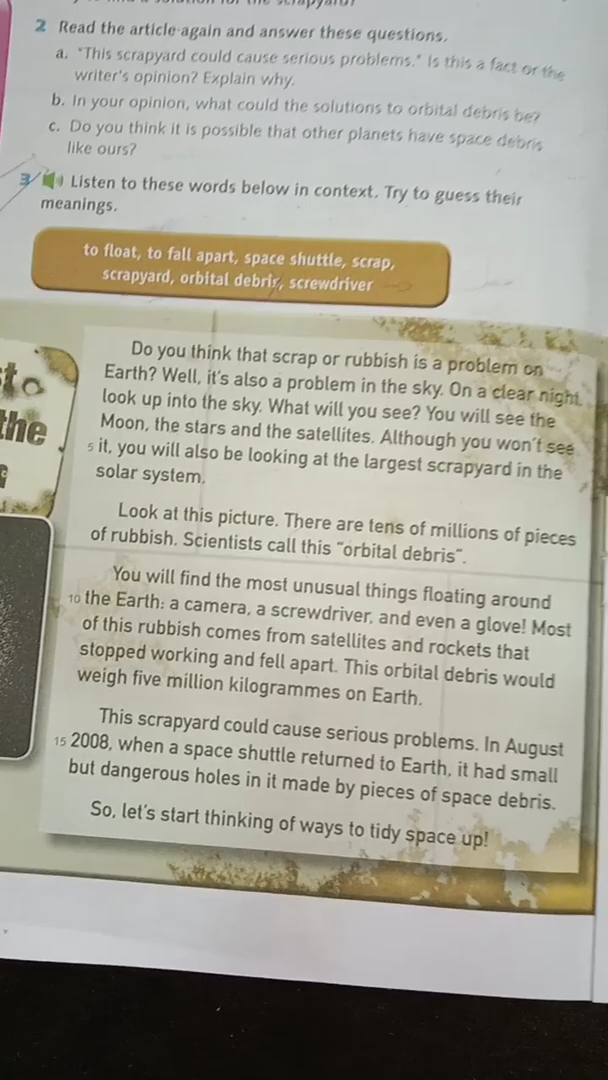 2 Read the article again and answer these questions.
a. "This scrapyard could cause serious problems." Is this a fact or the
writer's opinion? Explain why.
b. In your opinion, what could the solutions to orbital debris be?
c. Do you think it is possible that other planets have space debris
like ours?
3 Listen to these words below in context. Try to guess their
meanings.
to float, to fall apart, space shuttle, scrap,
scrapyard, orbital debris, screwdriver
the
Do you think that scrap or rubbish is a problem on
Earth? Well, it's also a problem in the sky. On a clear night,
look up into the sky. What will you see? You will see the
Moon, the stars and the satellites. Although you won't see
5 it, you will also be looking at the largest scrapyard in the
solar system.
Look at this picture. There are tens of millions of pieces
of rubbish. Scientists call this "orbital debris".
You will find the most unusual things floating around
10 the Earth: a camera, a screwdriver, and even a glove! Most
of this rubbish comes from satellites and rockets that
stopped working and fell apart. This orbital debris would
weigh five million kilogrammes on Earth.
This scrapyard could cause serious problems. In August
15 2008, when a space shuttle returned to Earth, it had small
but dangerous holes in it made by pieces of space debris.
So, let's start thinking of ways to tidy space up!